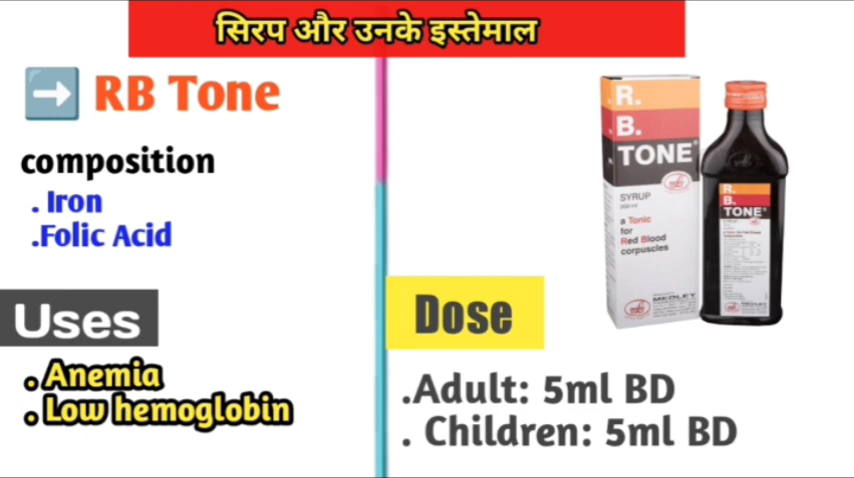 सिरप और उनके इस्तेमाल
➡ RB Tone
composition
. Iron
.Folic Acid
Uses
. Anemia
. Low hemoglobin
R.
B.
TONE®
SYRUP
a Tonic
for
Red Blood
corpuscles
MEDLEY
R.
B.
TONE
Dose
.Adult: 5ml BD
. Children: 5ml BD